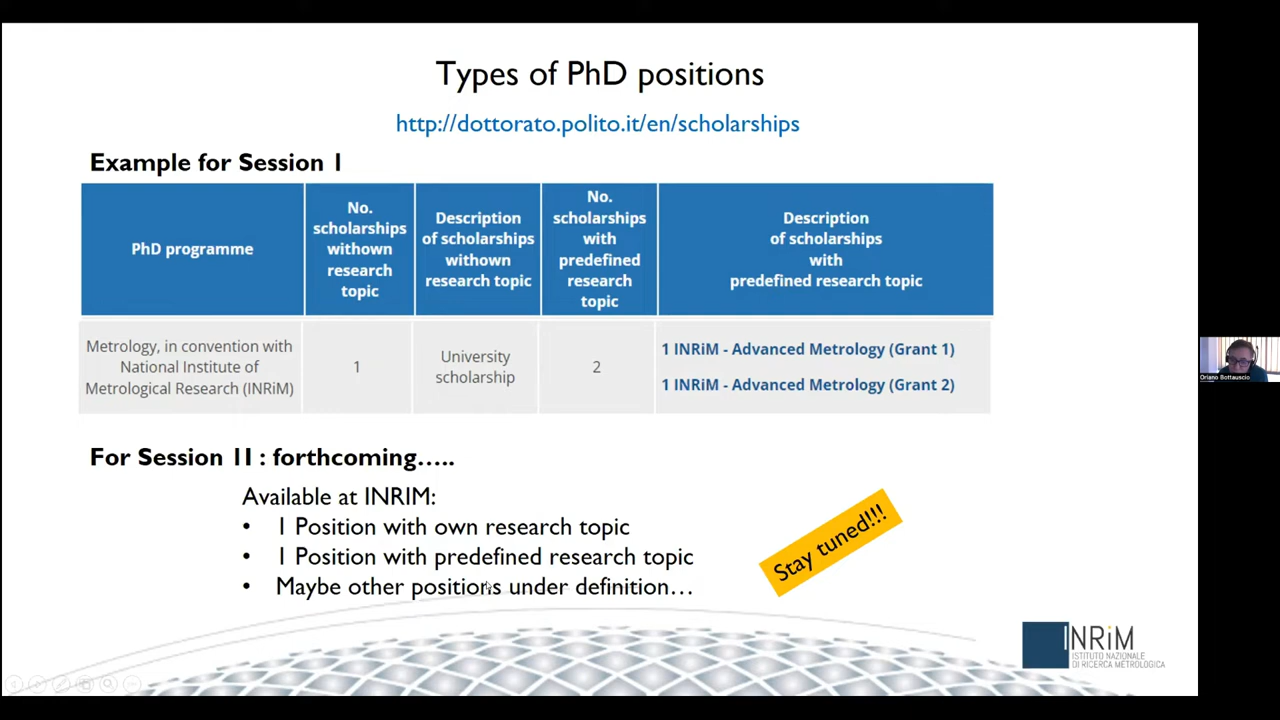 Types of PhD positions
http://dottorato.polito.it/en/scholarships
Example for Session 1
PhD programme
No.
scholarships
withown
research
topic
Description
of scholarships
withown
research topic
No.
scholarships
with
predefined
research
topic
Description
of scholarships
with
predefined research topic
Metrology, in convention with
National Institute of
Metrological Research (INRiM)
1
University
scholarship
2
1 INRiM - Advanced Metrology (Grant 1)
1 INRiM - Advanced Metrology (Grant 2)
For Session 1I : forthcoming…..
Available at INRIM:
• 1 Position with own research topic
• 1 Position with predefined research topic
• Maybe other positions under definition…
Stay tuned!!!
INRiM
ISTITUTO NAZIONALE
DI RICERCA METROLOGICA
Oriano Bottauscio